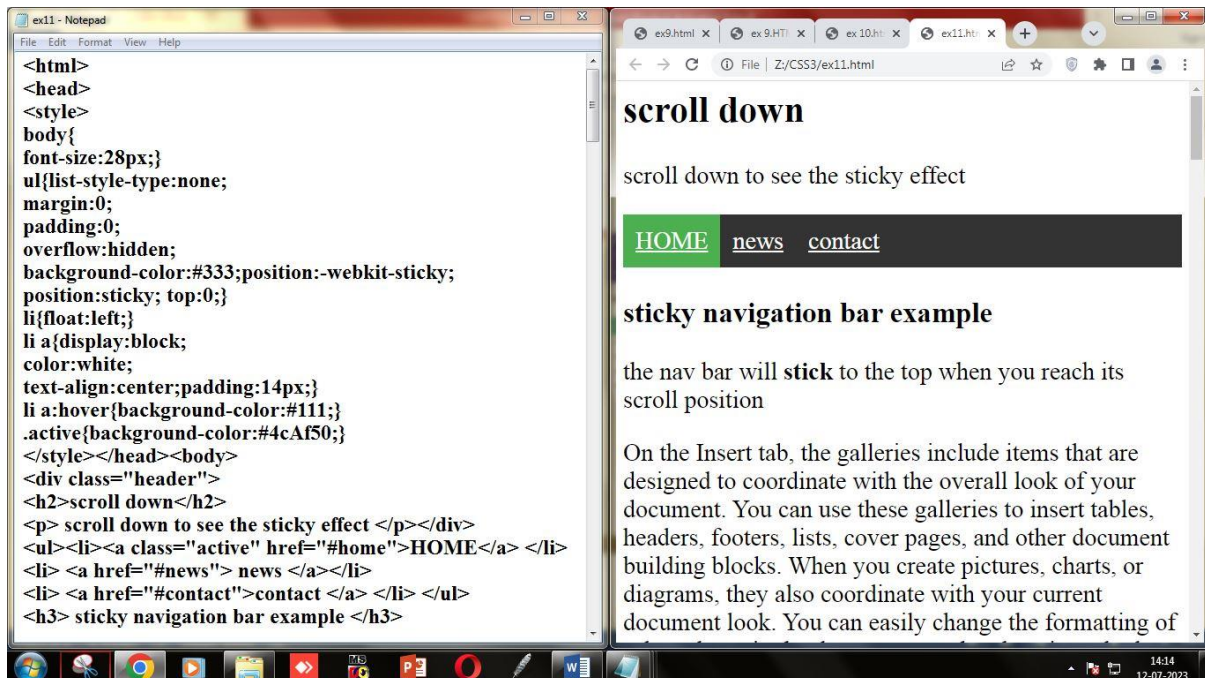 ex11 - Notepad
File Edit Format View Help
<html>
<head>
<style>
body{
font-size:28px;}
ul{list-style-type:none;
margin:0;
padding:0;
overflow:hidden;
background-color:#333;position:-webkit-sticky;
position:sticky; top:0;}
li{float:left;}
li a{display:block;
color:white;
text-align:center;padding:14px;}
li a:hover{background-color:#111;}
.active{background-color:#4cAf50;}
</style></head><body>
<div class="header">
<h2>scroll down</h2>
<p> scroll down to see the sticky effect </p></div>
<ul><li><a class="active" href="#home">HOME</a> </li>
<li> <a href="#news"> news </a></li>
<li> <a href="#contact">contact </a> </li> </ul>
<h3> sticky navigation bar example </h3>
ex9.html ex 9.HT ex 10.ht ex11.ht
File Z:/CSS3/ex11.html
scroll down
scroll down to see the sticky effect
HOME news contact
sticky navigation bar example
the nav bar will stick to the top when you reach its
scroll position
On the Insert tab, the galleries include items that are
designed to coordinate with the overall look of your
document. You can use these galleries to insert tables,
headers, footers, lists, cover pages, and other document
building blocks. When you create pictures, charts, or
diagrams, they also coordinate with your current
document look. You can easily change the formatting of
14:14
12-07-2023